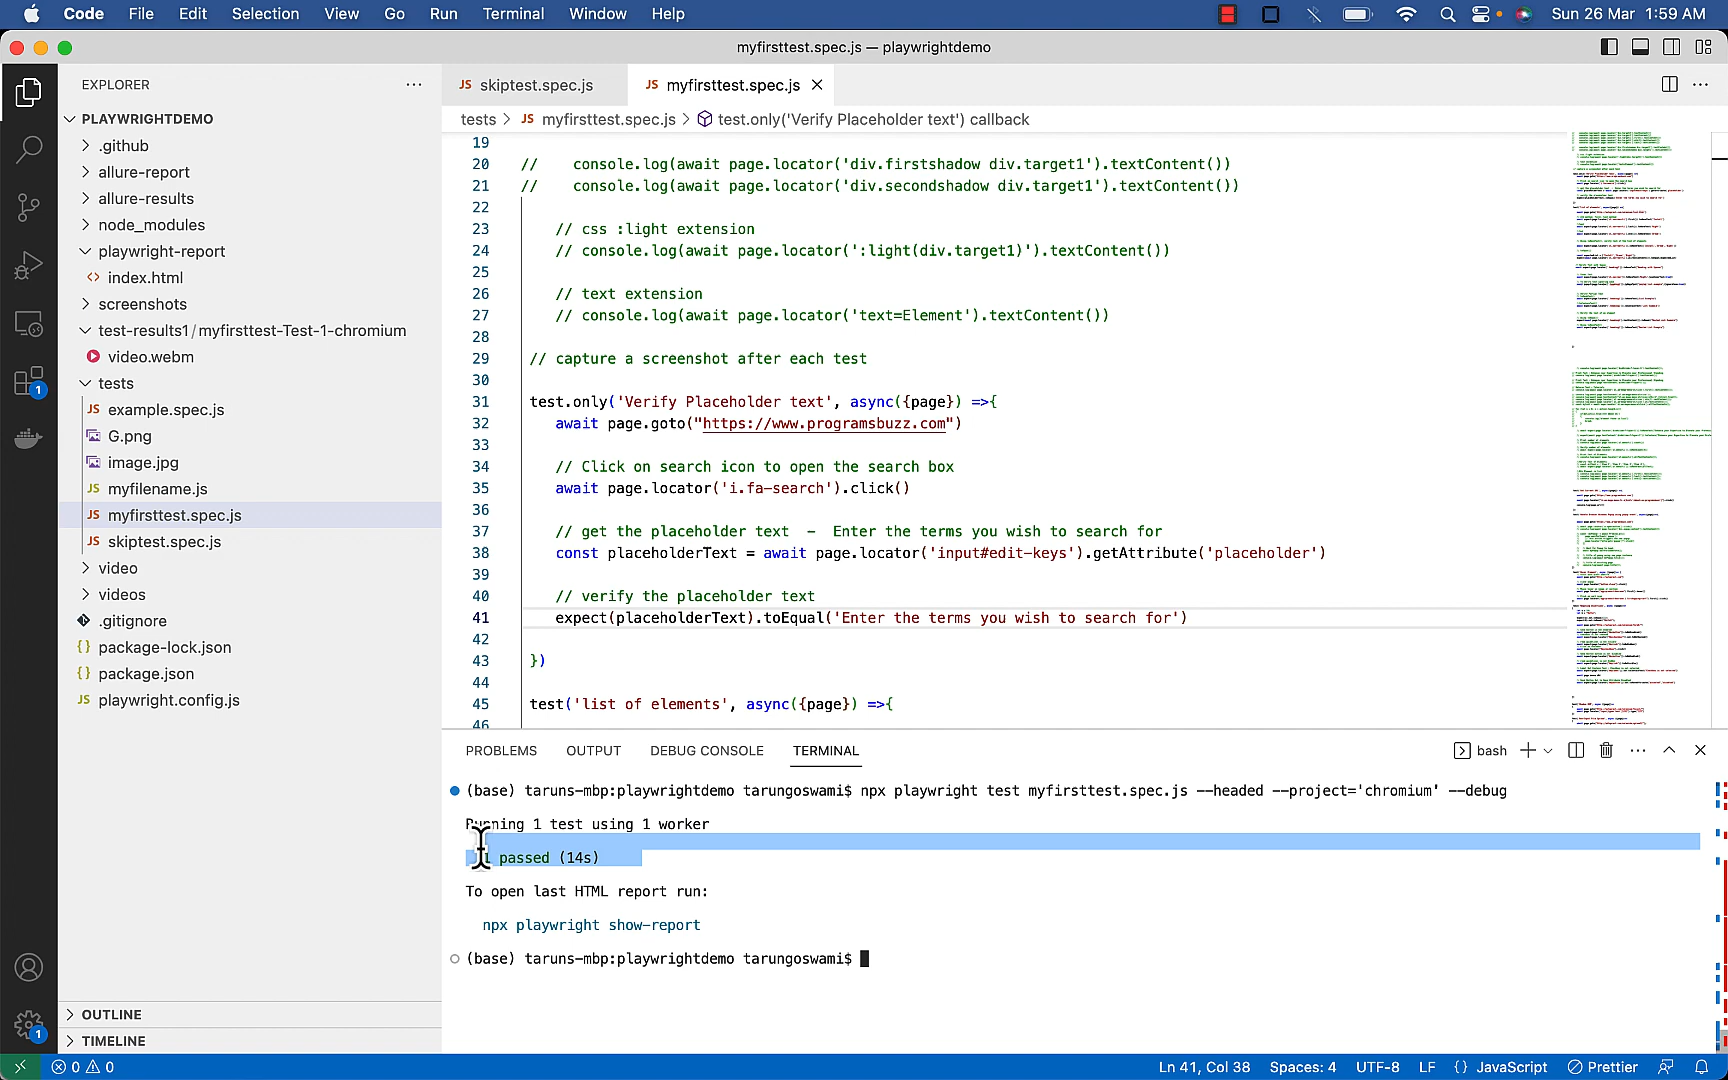 Code File Edit Selection View Go Run Terminal Window Help Sun 26 Mar 1:59 AM
myfirsttest.spec.js — playwrightdemo
EXPLORER
PLAYWRIGHTDEMO
.github
allure-report
allure-results
node_modules
playwright-report
<> index.html
screenshots
test-results1/myfirsttest-Test-1-chromium
video.webm
tests
JS example.spec.js
G.png
image.jpg
JS myfilename.js
JS myfirsttest.spec.js
JS skiptest.spec.js
video
videos
.gitignore
{} package-lock.json
{} package.json
JS playwright.config.js
OUTLINE
TIMELINE
1
1
JS skiptest.spec.js JS myfirsttest.spec.js
tests > JS myfirsttest.spec.js > test.only('Verify Placeholder text') callback
19
20 //    console.log(await page.locator('div.firstshadow div.target1').textContent())
21 //    console.log(await page.locator('div.secondshadow div.target1').textContent())
22
23 // css :light extension
24 // console.log(await page.locator(':light(div.target1)').textContent())
25
26 // text extension
27 // console.log(await page.locator('text=Element').textContent())
28
29 // capture a screenshot after each test
30
31 test.only('Verify Placeholder text', async({page}) =>{
32 await page.goto("https://www.programsbuzz.com")
33
34 // Click on search icon to open the search box
35 await page.locator('i.fa-search').click()
36
37 // get the placeholder text  -  Enter the terms you wish to search for
38 const placeholderText = await page.locator('input#edit-keys').getAttribute('placeholder')
39
40 // verify the placeholder text
41 expect(placeholderText).toEqual('Enter the terms you wish to search for')
42
43 })
44
45 test('list of elements', async({page}) =>{
46
PROBLEMS OUTPUT DEBUG CONSOLE TERMINAL bash
(base) taruns-mbp:playwrightdemo tarungoswami$ npx playwright test myfirsttest.spec.js --headed --project='chromium' --debug
Running 1 test using 1 worker
1 passed (14s)
To open last HTML report run:
npx playwright show-report
(base) taruns-mbp:playwrightdemo tarungoswami$
0 0 Ln 41, Col 38 Spaces: 4 UTF-8 LF {} JavaScript Prettier